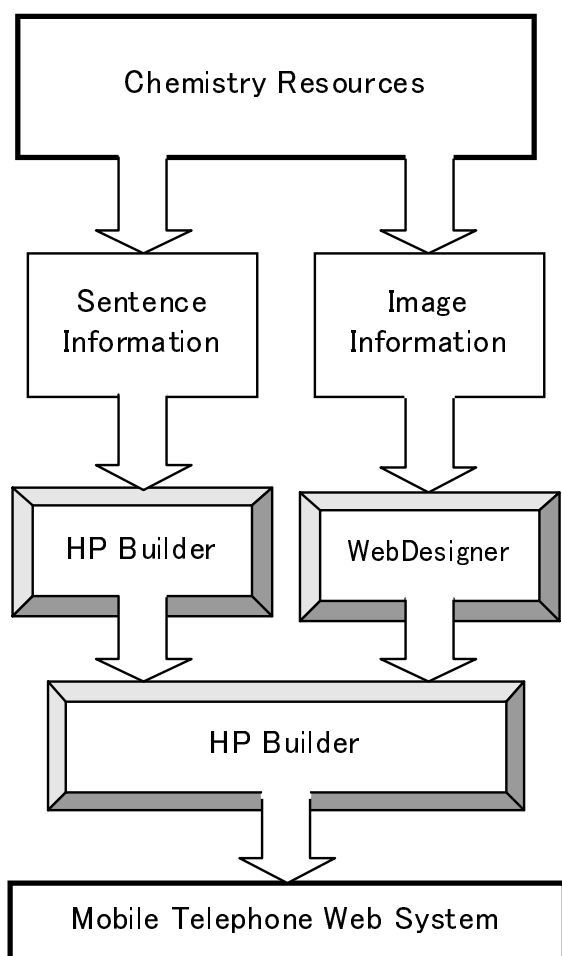 Chemistry Resources
Sentence
Information
Image
Information
HP Builder
WebDesigner
HP Builder
Mobile Telephone Web System